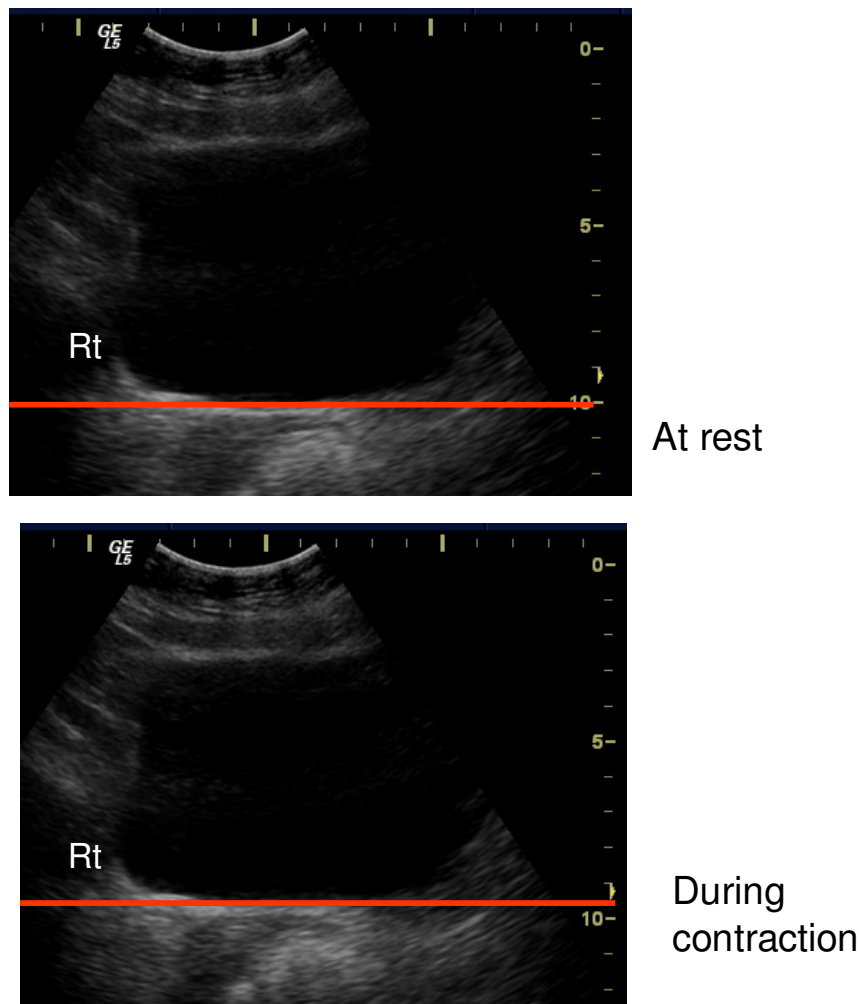 GE
L5
0-
5-
Rt
10-
At rest
GE
L5
0-
5-
Rt
10-
During
contraction